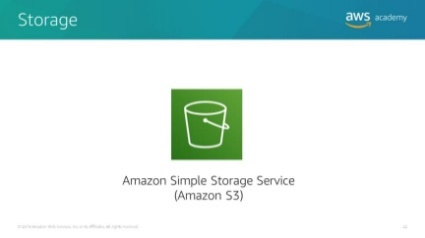 Storage
aws academy
Amazon Simple Storage Service
(Amazon S3)